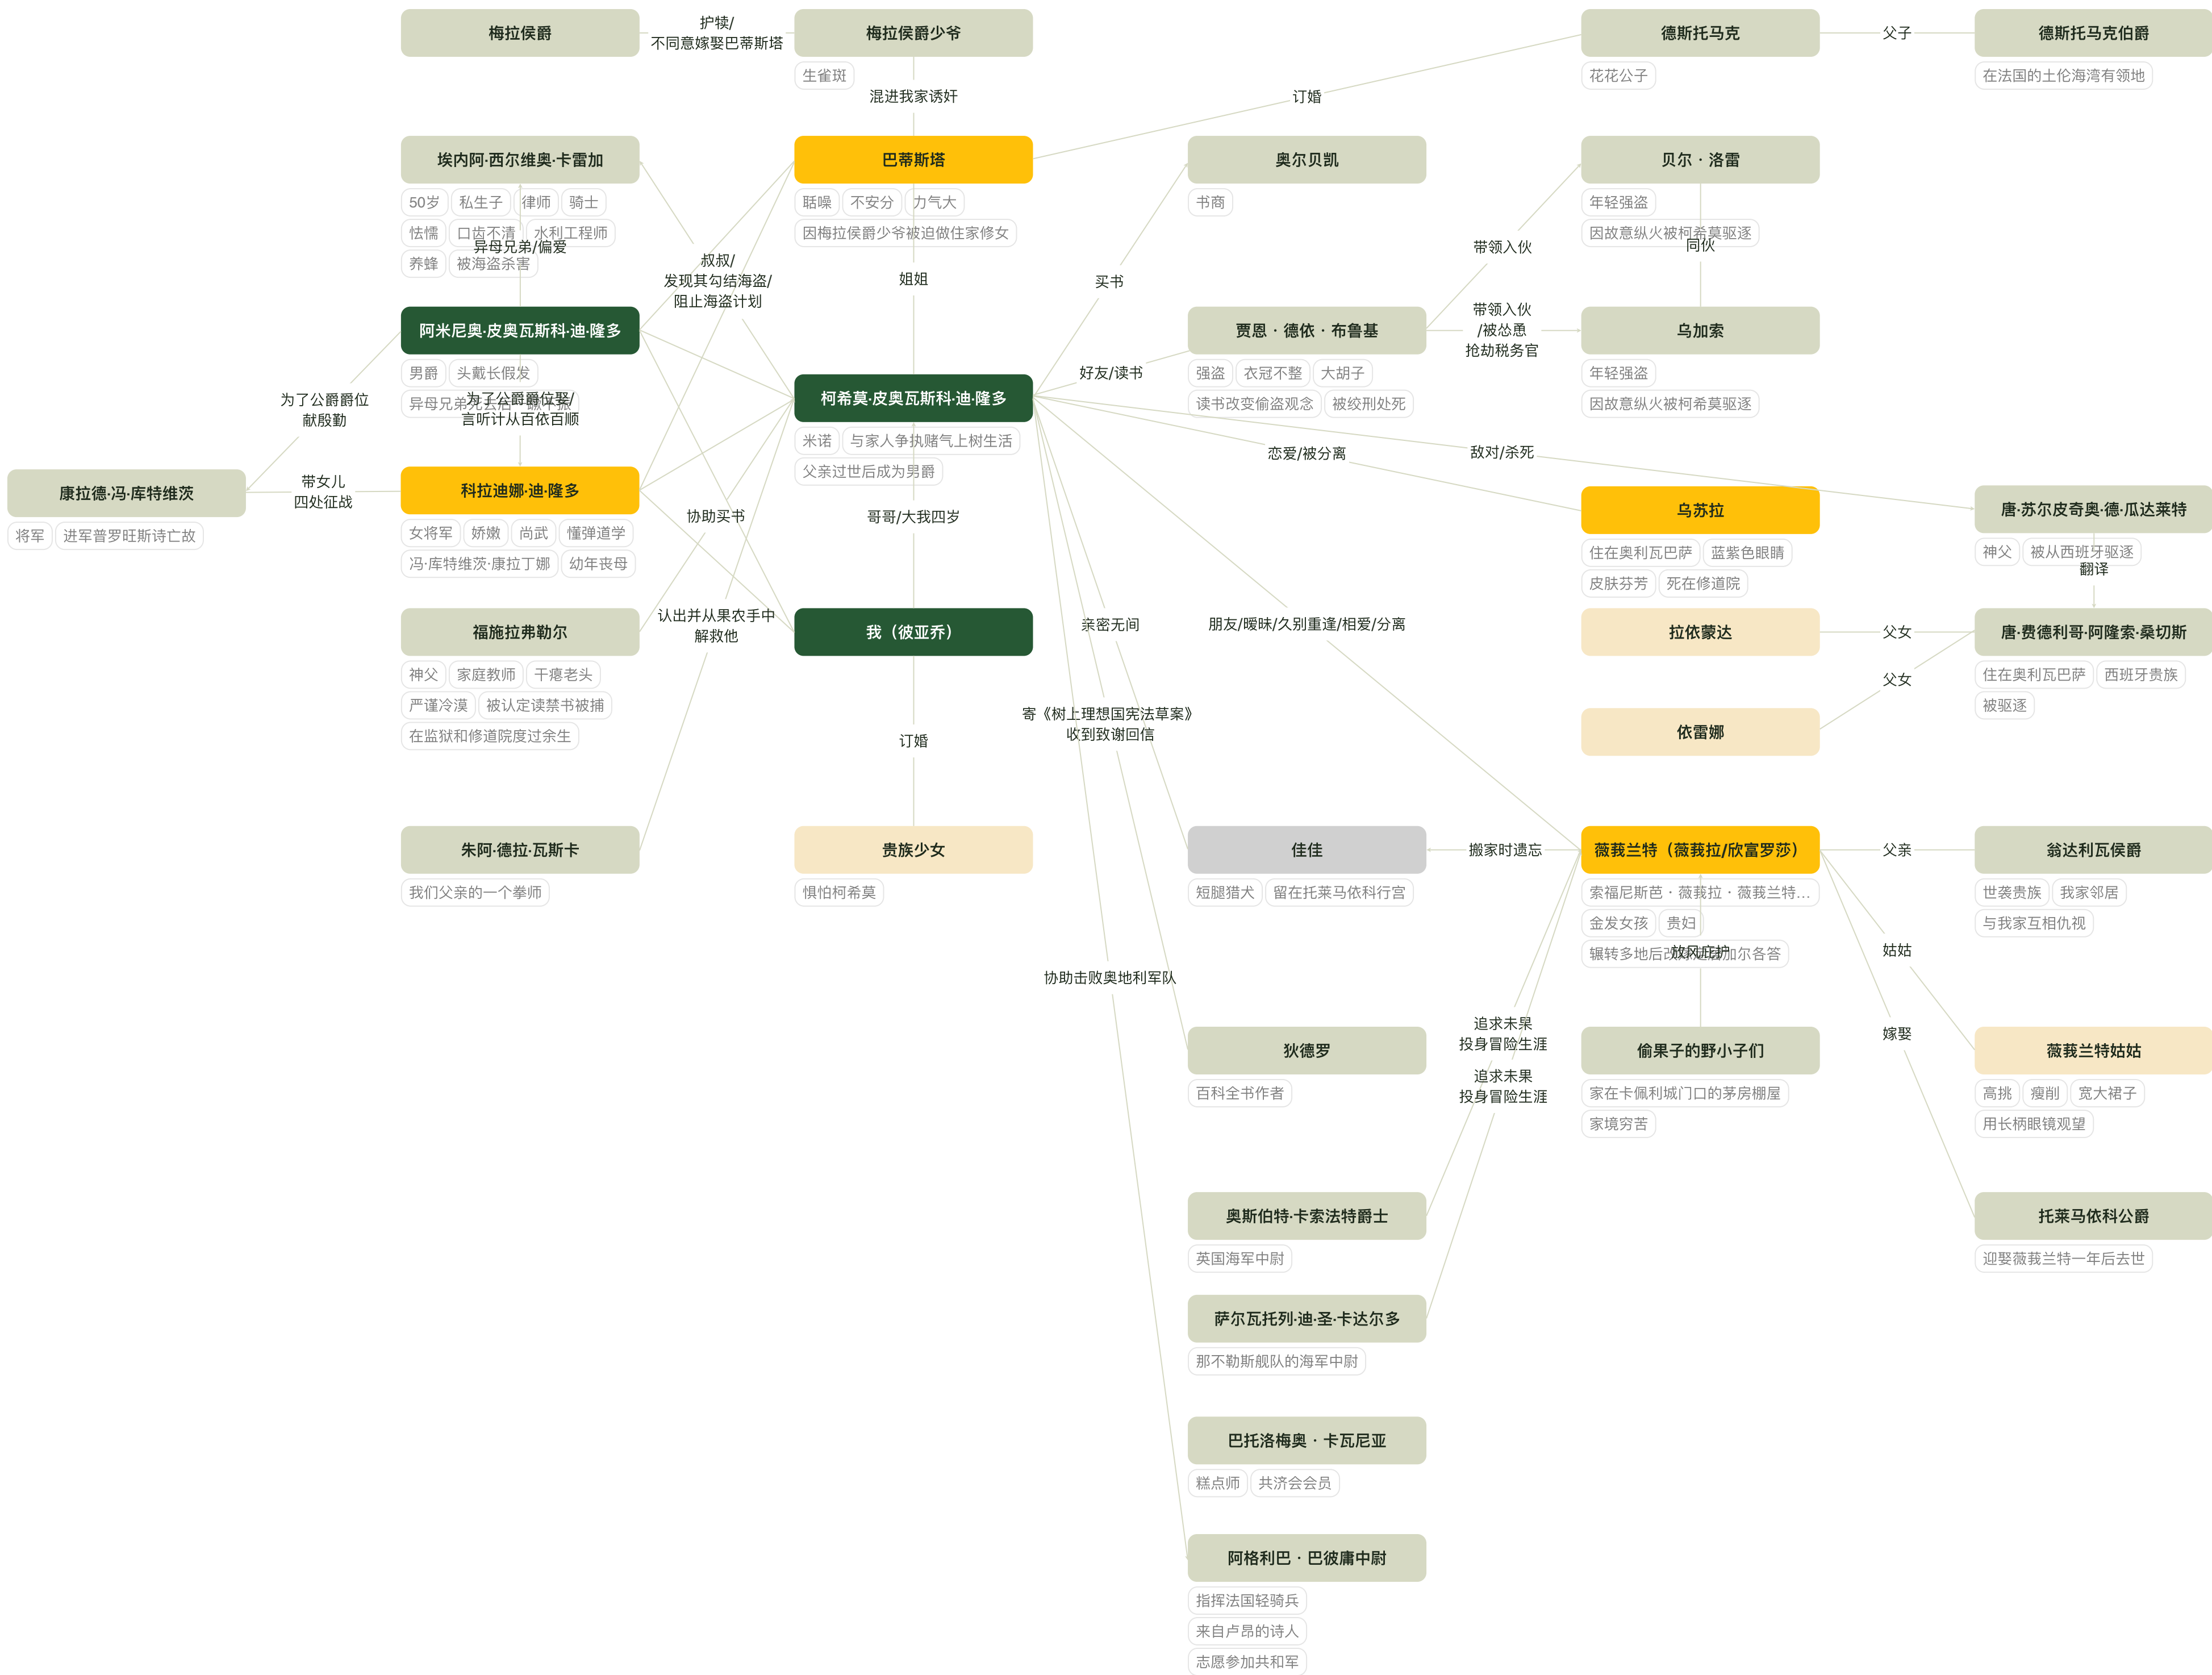 梅拉侯爵
护犊/
不同意嫁娶巴蒂斯塔
梅拉侯爵少爷
生雀斑
混进我家诱奸
德斯托马克
花花公子
父子
德斯托马克伯爵
在法国的土伦海湾有领地
订婚
埃内阿·西尔维奥·卡雷加
50岁 私生子 律师 骑士
怯懦 口齿不清 水利工程师
养蜂 被海盗杀害
异母兄弟/偏爱
巴蒂斯塔
聒噪 不安分 力气大
因梅拉侯爵少爷被迫做住家修女
叔叔/
发现其勾结海盗/
阻止海盗计划
姐姐
奥尔贝凯
书商
买书
贝尔·洛雷
年轻强盗
因故意纵火被柯希莫驱逐
同伙
带领入伙
阿米尼奥·皮奥瓦斯科·迪·隆多
男爵 头戴长假发
为了公爵爵位娶/
言听计从百依百顺
为了公爵爵位
献殷勤
柯希莫·皮奥瓦斯科·迪·隆多
米诺 与家人争执赌气上树生活
父亲过世后成为男爵
好友/读书
贾恩·德依·布鲁基
强盗 衣冠不整 大胡子
读书改变偷盗观念 被绞刑处死
带领入伙
/被怂恿
抢劫税务官
乌加索
年轻强盗
因故意纵火被柯希莫驱逐
恋爱/被分离
敌对/杀死
康拉德·冯·库特维茨
将军 进军普罗旺斯诗亡故
带女儿
四处征战
科拉迪娜·迪·隆多
女将军 娇嫩 尚武 懂弹道学
冯·库特维茨·康拉丁娜 幼年丧母
协助买书
哥哥/大我四岁
乌苏拉
住在奥利瓦巴萨 蓝紫色眼睛
皮肤芬芳 死在修道院
唐·苏尔皮奇奥·德·瓜达莱特
神父 被从西班牙驱逐
翻译
福施拉弗勒尔
神父 家庭教师 干瘪老头
严谨冷漠 被认定读禁书被捕
在监狱和修道院度过余生
认出并从果农手中
解救他
我（彼亚乔）
亲密无间
朋友/暧昧/久别重逢/相爱/分离
拉依蒙达
父女
唐·费德利哥·阿隆索·桑切斯
住在奥利瓦巴萨 西班牙贵族
被驱逐
父女
依雷娜
寄《树上理想国宪法草案》
收到致谢回信
订婚
朱阿·德拉·瓦斯卡
我们父亲的一个拳师
贵族少女
惧怕柯希莫
佳佳
短腿猎犬 留在托莱马依科行宫
搬家时遗忘
薇莪兰特（薇莪拉/欣富罗莎）
索福尼斯芭·薇莪拉·薇莪兰特…
金发女孩 贵妇
放风庇护
父亲
翁达利瓦侯爵
世袭贵族 我家邻居
与我家互相仇视
姑姑
协助击败奥地利军队
狄德罗
百科全书作者
追求未果
投身冒险生涯
追求未果
投身冒险生涯
偷果子的野小子们
家在卡佩利城门口的茅房棚屋
家境穷苦
嫁娶
薇莪兰特姑姑
高挑 瘦削 宽大裙子
用长柄眼镜观望
奥斯伯特·卡索法特爵士
英国海军中尉
托莱马依科公爵
迎娶薇莪兰特一年后去世
萨尔瓦托列·迪·圣·卡达尔多
那不勒斯舰队的海军中尉
巴托洛梅奥·卡瓦尼亚
糕点师 共济会会员
阿格利巴·巴彼庸中尉
指挥法国轻骑兵
来自卢昂的诗人
志愿参加共和军